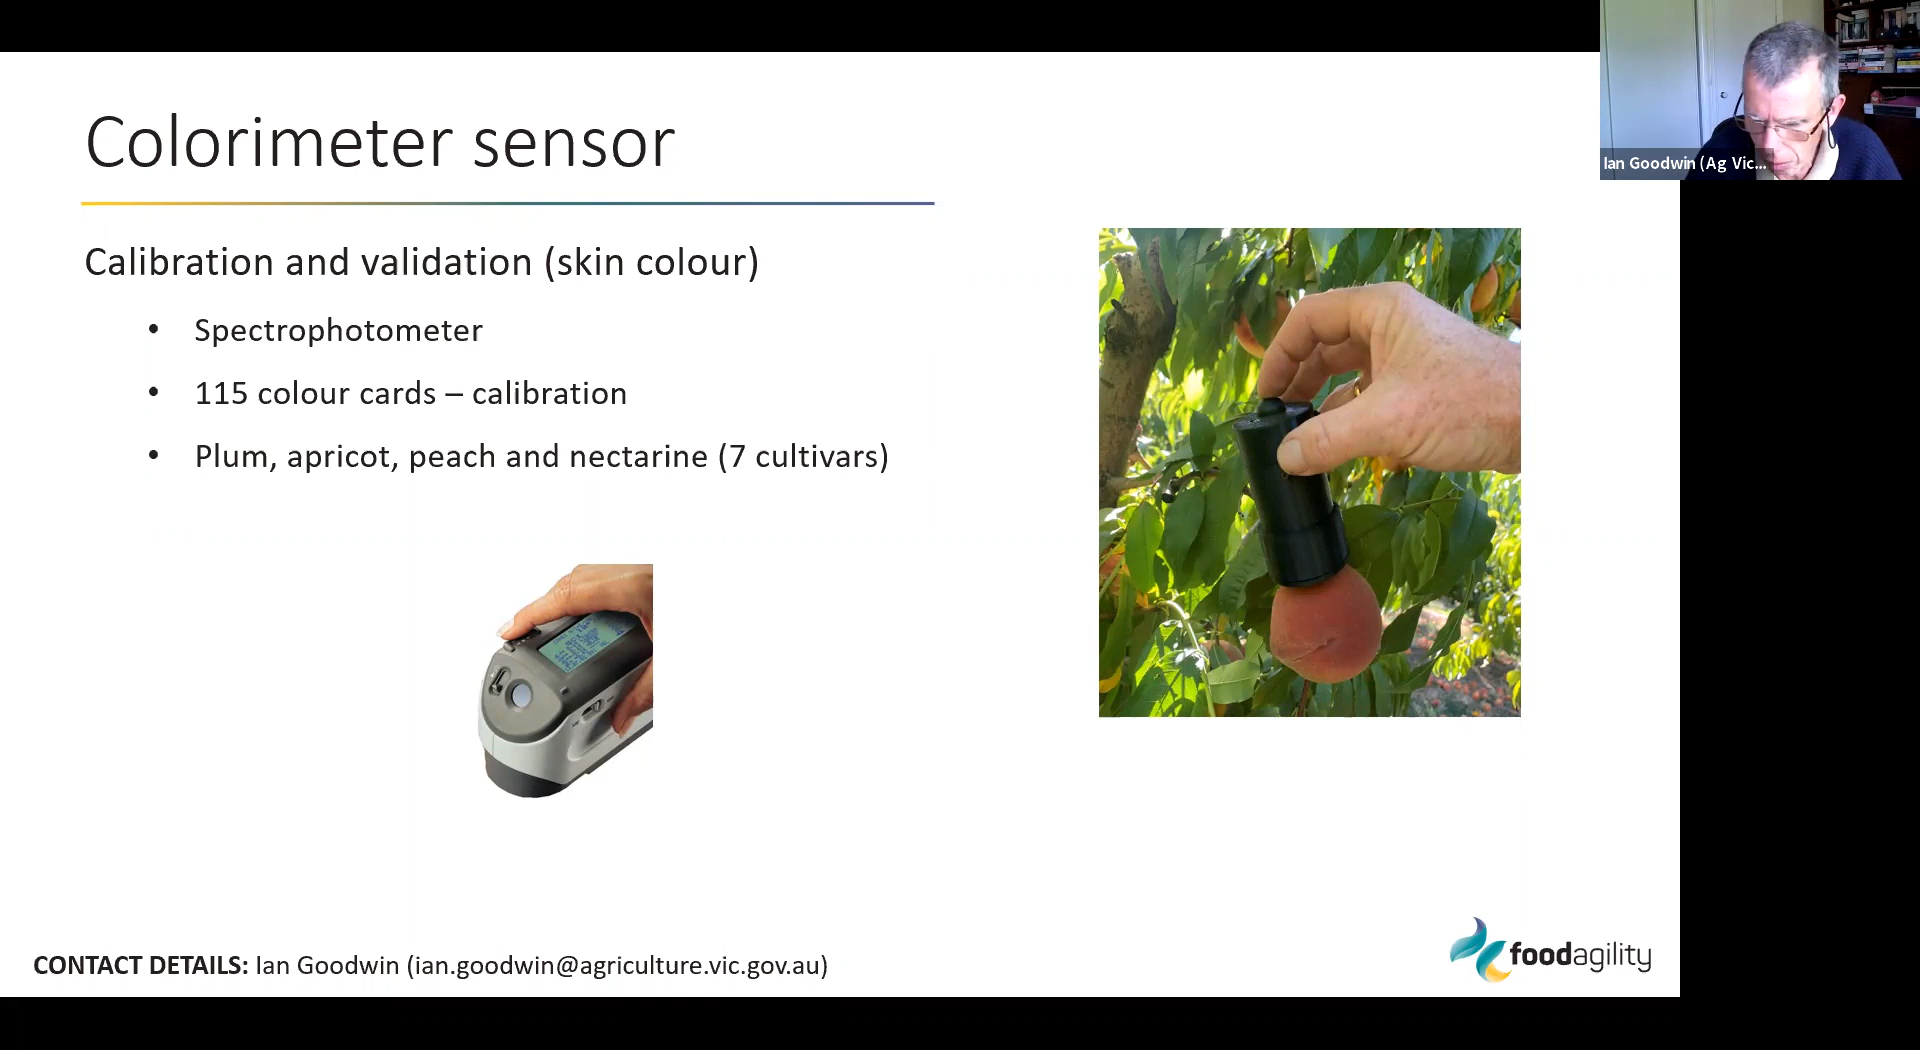 Colorimeter sensor
Ian Goodwin (Ag Vic...
Calibration and validation (skin colour)
• Spectrophotometer
• 115 colour cards – calibration
• Plum, apricot, peach and nectarine (7 cultivars)
CONTACT DETAILS: Ian Goodwin (ian.goodwin@agriculture.vic.gov.au)
foodagility